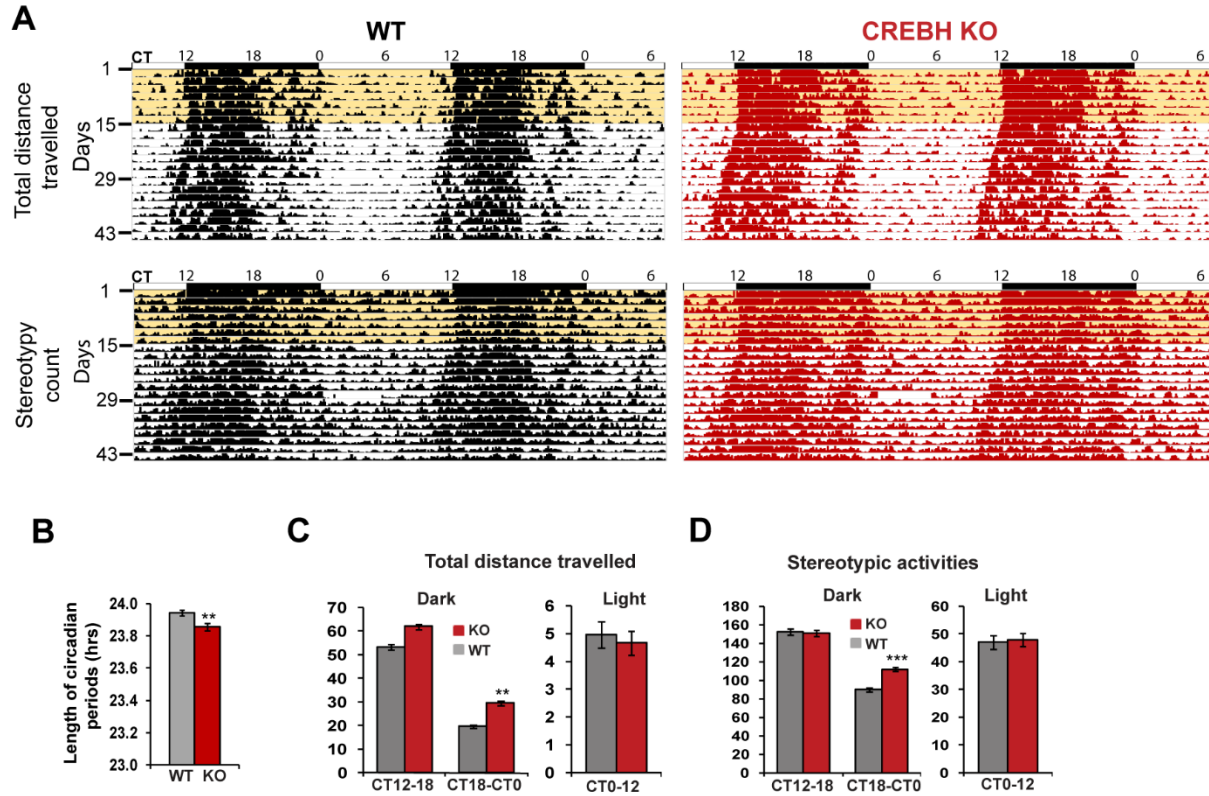 A
WT
CREBH KO
CT 12 18 0 12 18 0 6
12 18 0 12 18 0 6
Total distance
travelled
Days
1
15
29
43
CT 12 18 0 12 18 0 6
12 18 0 12 18 0 6
Stereotypy
count
Days
1
15
29
43
B
C
D
Total distance travelled
Stereotypic activities
Length of circadian
periods (hrs)
24.0
23.8
23.6
23.4
23.2
23.0
**
WT KO
Dark
70
60
50
40
30
20
10
0
KO
WT
**
CT12-18 CT18-CT0
Light
6
5
4
3
2
1
0
CT0-12
Dark
180
160
140
120
100
80
60
40
20
0
KO
WT
***
CT12-18 CT18-CT0
Light
60
50
40
30
20
10
0
CT0-12